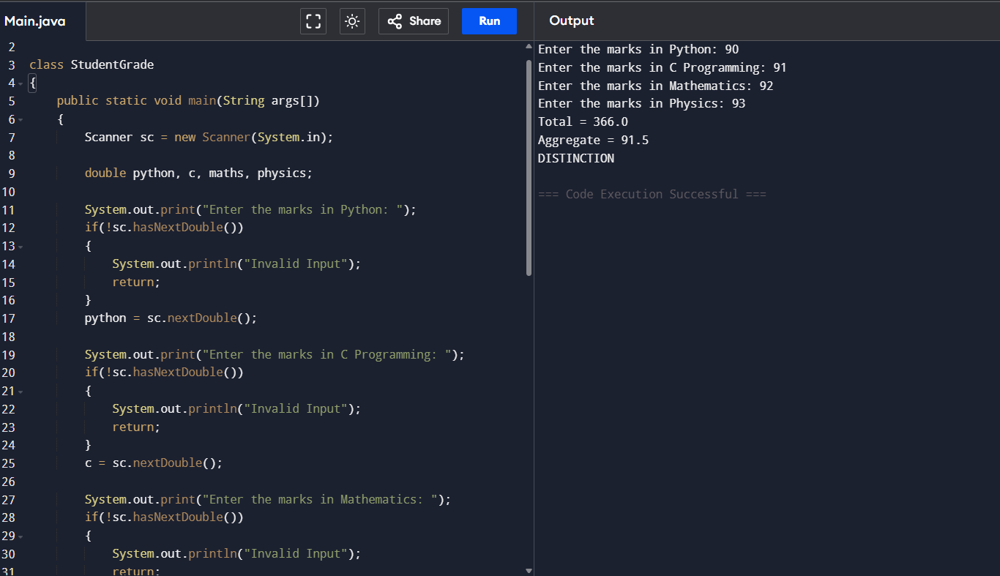 Main.java
Share
Run
Output
2
3 class StudentGrade
4 {
5     public static void main(String args[])
6     {
7         Scanner sc = new Scanner(System.in);
8
9         double python, c, maths, physics;
10
11         System.out.print("Enter the marks in Python: ");
12         if(!sc.hasNextDouble())
13         {
14             System.out.println("Invalid Input");
15             return;
16         }
17         python = sc.nextDouble();
18
19         System.out.print("Enter the marks in C Programming: ");
20         if(!sc.hasNextDouble())
21         {
22             System.out.println("Invalid Input");
23             return;
24         }
25         c = sc.nextDouble();
26
27         System.out.print("Enter the marks in Mathematics: ");
28         if(!sc.hasNextDouble())
29         {
30             System.out.println("Invalid Input");
31             return;
Enter the marks in Python: 90
Enter the marks in C Programming: 91
Enter the marks in Mathematics: 92
Enter the marks in Physics: 93
Total = 366.0
Aggregate = 91.5
DISTINCTION
=== Code Execution Successful ===